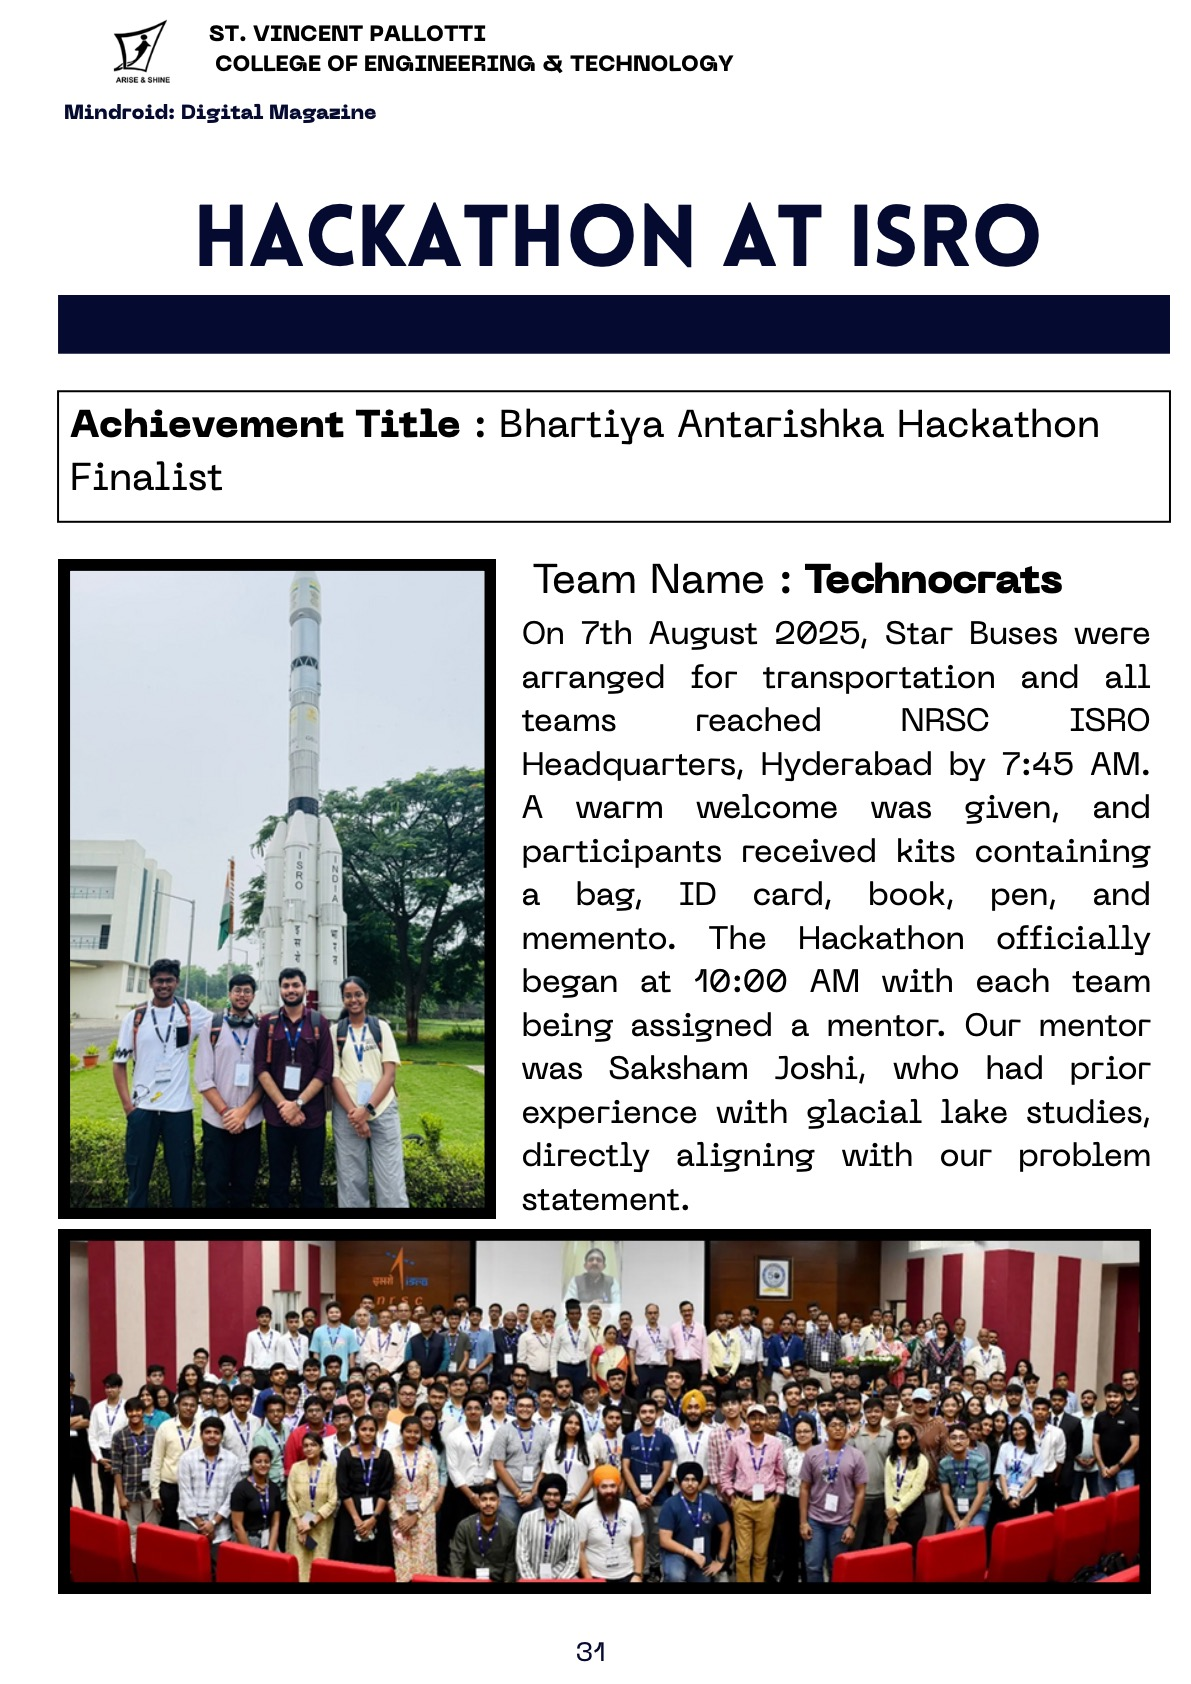 ST. VINCENT PALLOTTI
COLLEGE OF ENGINEERING & TECHNOLOGY
ARISE & SHINE
Mindroid: Digital Magazine
HACKATHON AT ISRO
Achievement Title : Bhartiya Antarishka Hackathon
Finalist
Team Name : Technocrats
On 7th August 2025, Star Buses were
arranged for transportation and all
teams reached NRSC ISRO
Headquarters, Hyderabad by 7:45 AM.
A warm welcome was given, and
participants received kits containing
a bag, ID card, book, pen, and
memento. The Hackathon officially
began at 10:00 AM with each team
being assigned a mentor. Our mentor
was Saksham Joshi, who had prior
experience with glacial lake studies,
directly aligning with our problem
statement.
ISRO
INDIA
इसरो
भारत
इसरो isro
nrsc
31